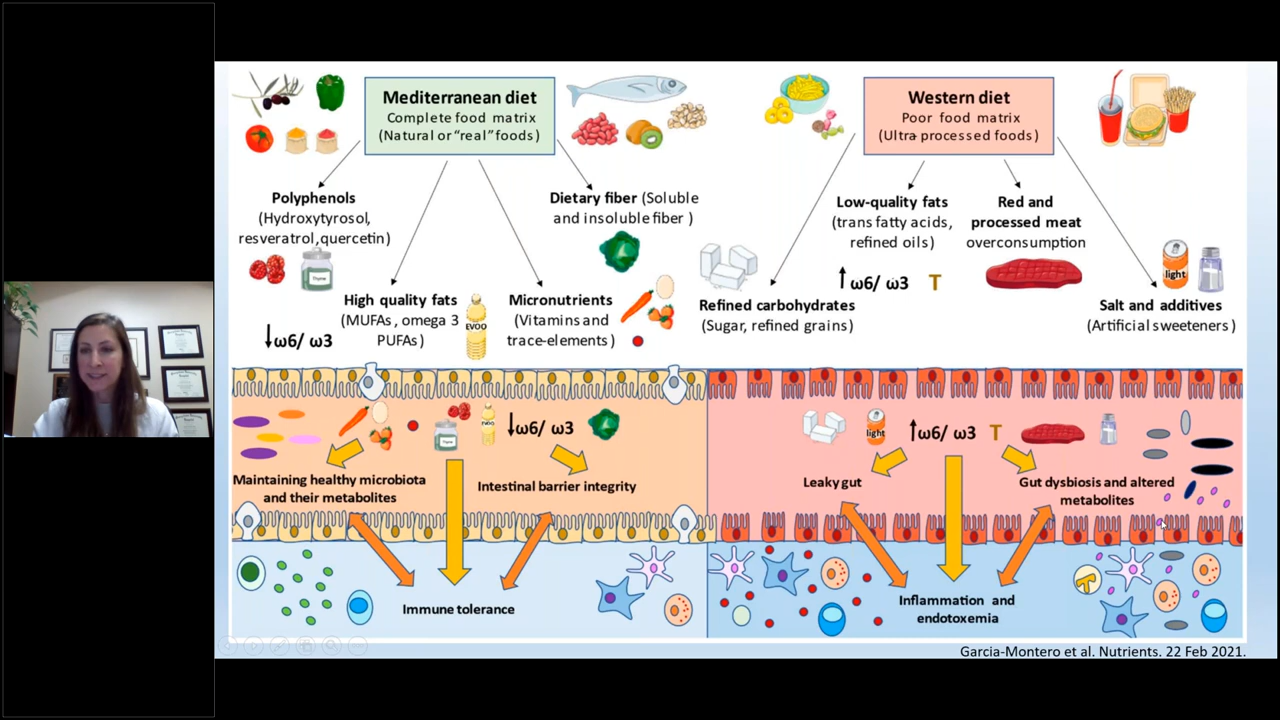 Mediterranean diet
Complete food matrix
(Natural or “real” foods)
Western diet
Poor food matrix
(Ultra processed foods)
Polyphenols
(Hydroxytyrosol,
resveratrol,quercetin)
Dietary fiber (Soluble
and insoluble fiber )
Low-quality fats
(trans fatty acids,
refined oils)
Red and
processed meat
overconsumption
Thyme
High quality fats
(MUFAs, omega 3
PUFAs)
EVOO
Micronutrients
(Vitamins and
trace-elements)
ω6/ ω3
T
light
Refined carbohydrates
(Sugar, refined grains)
Salt and additives
(Artificial sweeteners)
ω6/ ω3
Thyme
EVOO
ω6/ ω3
light
ω6/ ω3
T
Maintaining healthy microbiota
and their metabolites
Intestinal barrier integrity
Leaky gut
Gut dysbiosis and altered
metabolites
Immune tolerance
Inflammation and
endotoxemia
Garcia-Montero et al. Nutrients. 22 Feb 2021.